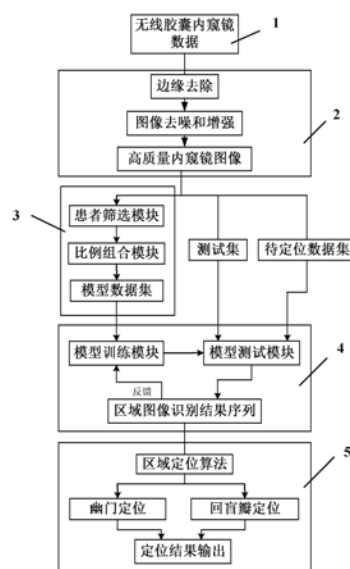 无线胶囊内窥镜
数据
1
边缘去除
图像去噪和增强
高质量内窥镜图像
2
3
患者筛选模块
比例组合模块
模型数据集
测试集
待定位数据集
模型训练模块
模型测试模块
4
反馈
区域图像识别结果序列
5
区域定位算法
幽门定位
回盲瓣定位
定位结果输出